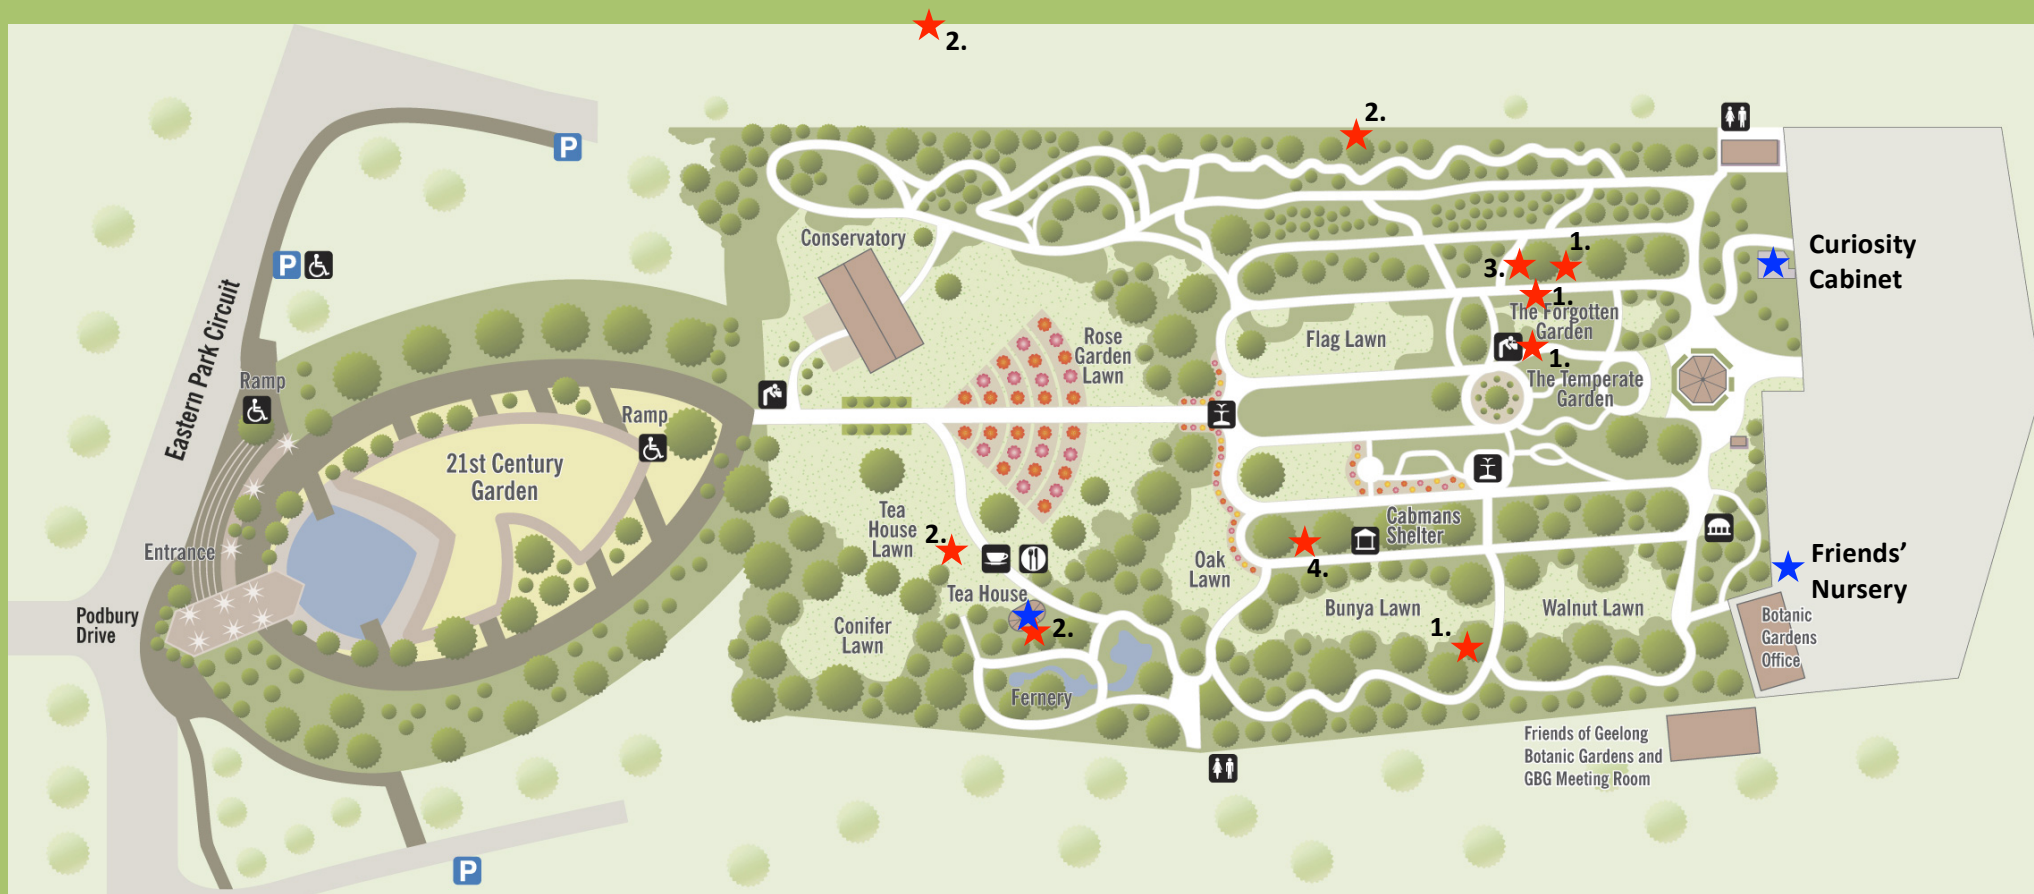 2.
2.
P
Conservatory
1.
3.
Curiosity
Cabinet
P
Eastern Park Circuit
1.
The Forgotten
Garden
Rose
Garden
Lawn
Flag Lawn
1.
The Temperate
Garden
Ramp
Ramp
21st Century
Garden
Tea
House
Lawn
2.
Cabmans
Shelter
Entrance
Oak
Lawn
4.
Friends'
Nursery
Podbury
Drive
Tea House
2.
Conifer
Lawn
Bunya Lawn
1.
Walnut Lawn
Botanic
Gardens
Office
Fernery
Friends of Geelong
Botanic Gardens and
GBG Meeting Room
P